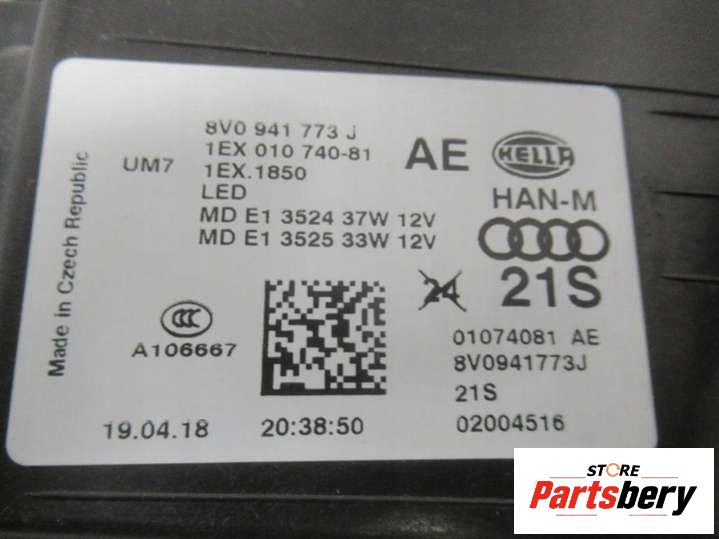 8V0 941 773 J
1EX 010 740-81
AE
HELLA
UM7
1EX.1850
LED
HAN-M
MD E1 3524 37W 12V
MD E1 3525 33W 12V
Made in Czech Republic
24
21S
CCC
A106667
01074081 AE
8V0941773J
21S
19.04.18
20:38:50
02004516
STORE
Partsbery